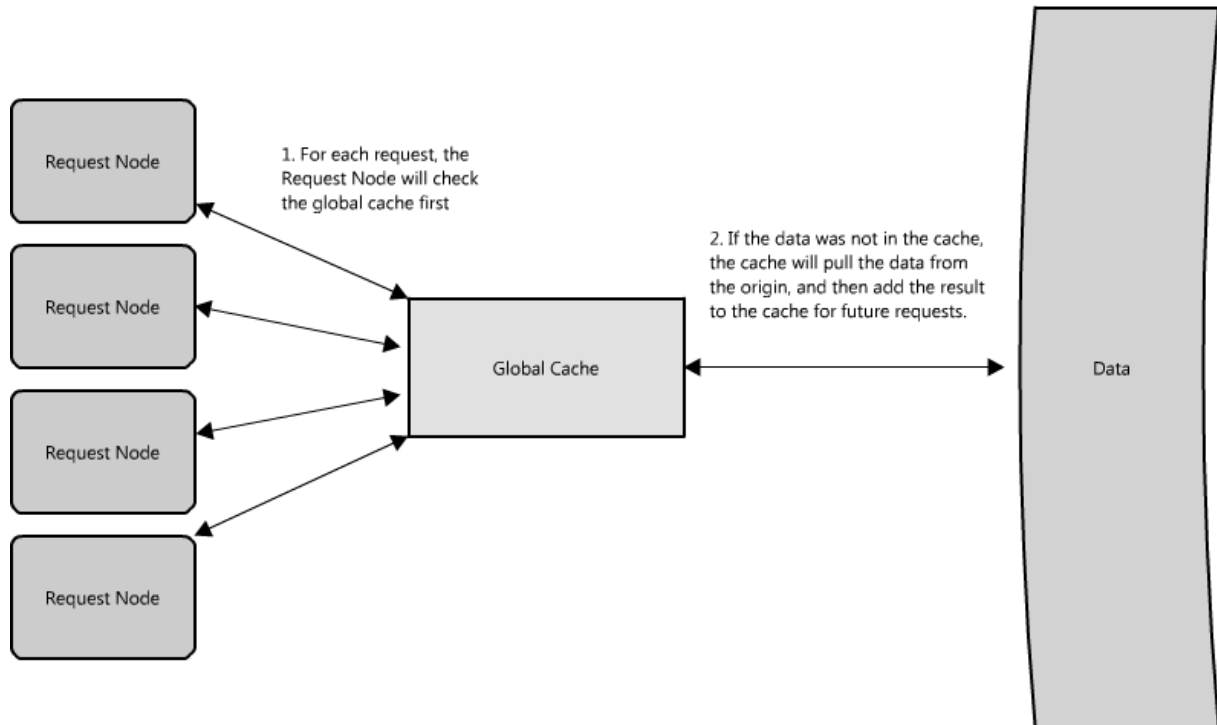 Request Node
1. For each request, the
Request Node will check
the global cache first
Request Node
Request Node
Request Node
Global Cache
2. If the data was not in the cache,
the cache will pull the data from
the origin, and then add the result
to the cache for future requests.
Data